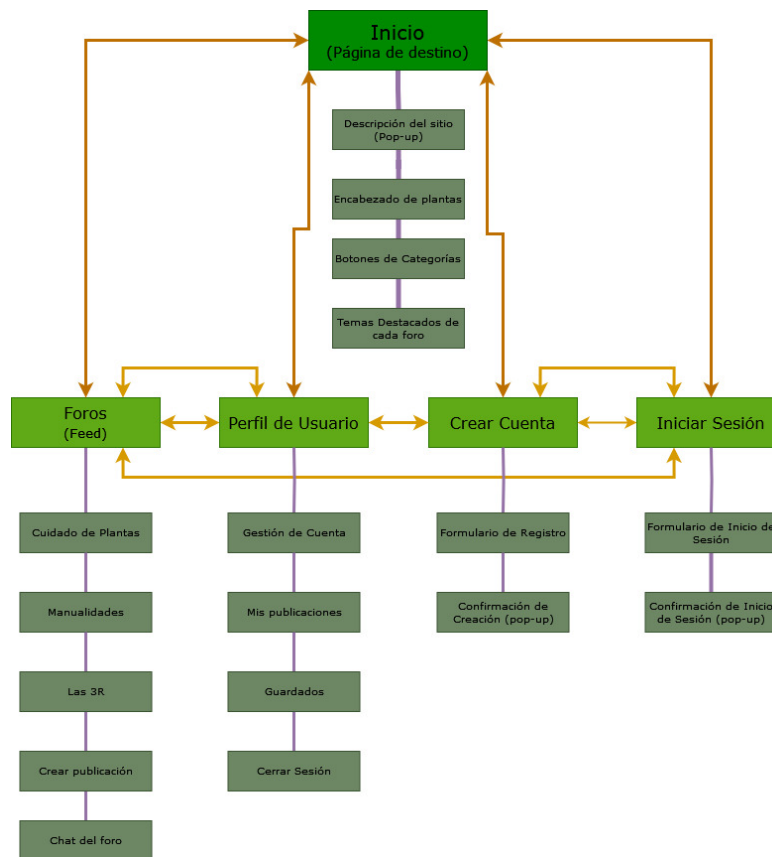 Inicio
(Página de destino)
Descripción del sitio
(Pop-up)
Encabezado de plantas
Botones de Categorías
Temas Destacados de
cada foro
Foros
(Feed)
Perfil de Usuario
Crear Cuenta
Iniciar Sesión
Cuidado de Plantas
Gestión de Cuenta
Formulario de Registro
Formulario de Inicio de
Sesión
Manualidades
Mis publicaciones
Confirmación de
Creación (pop-up)
Confirmación de Inicio
de Sesión (pop-up)
Las 3R
Guardados
Crear publicación
Cerrar Sesión
Chat del foro